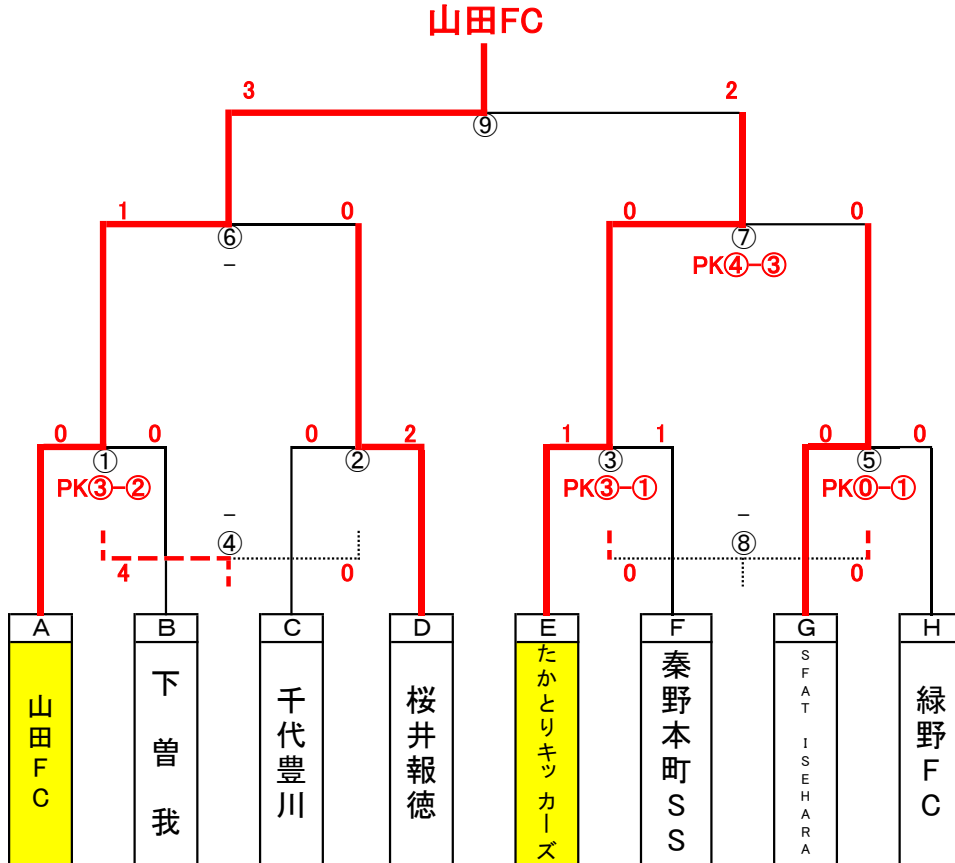 山田FC
3 2
⑨
1 0 0 0
⑥ ⑦
－ PK④－③
0 0 0 2 1 1 0 0
① ② ③ ⑤
PK③－② PK③－① PK⓪－①
－ －
④ ⑧
4 0 0 0
A B C D E F G H
山田FC
下曽我
千代豊川
桜井報徳
たかとりキッカーズ
秦野本町SS
SFAT ISEHARA
緑野FC